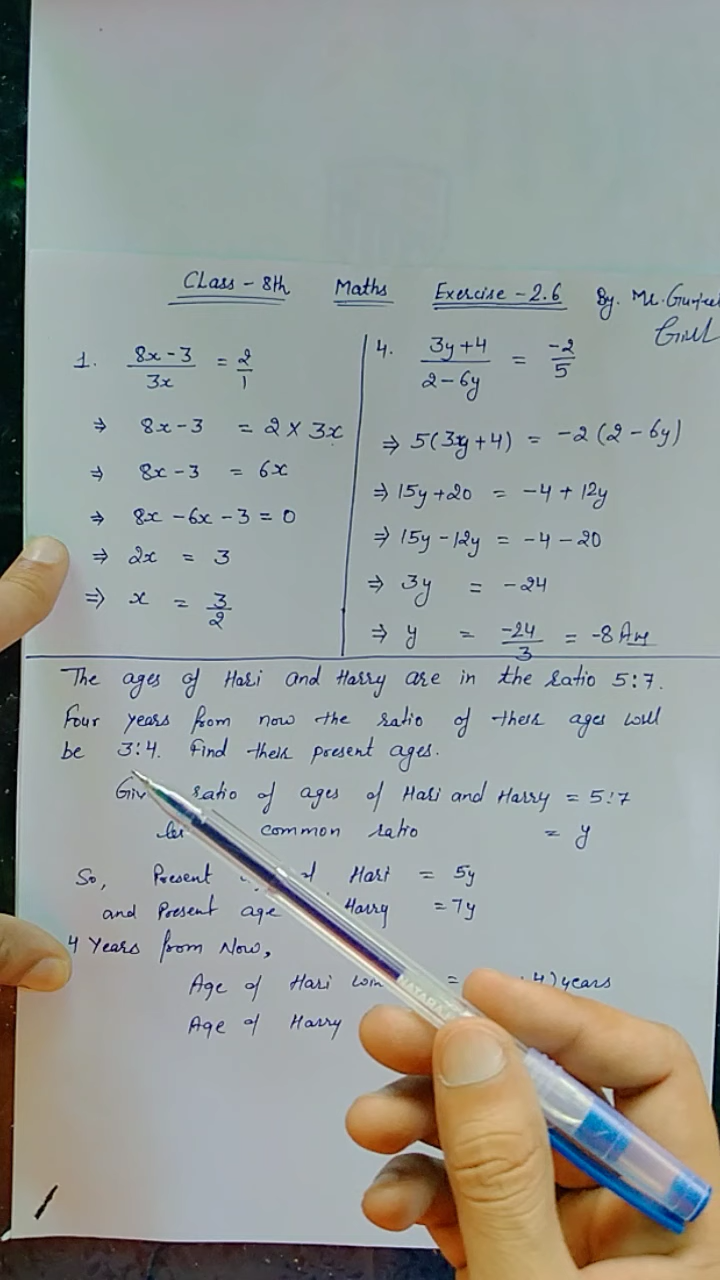 Class - 8th Maths Exercise - 2.6 By. Mr. Gurjeet
Gill
1. 8x-3/3x = 2/1
⇒ 8x-3 = 2 × 3x
⇒ 8x-3 = 6x
⇒ 8x - 6x - 3 = 0
⇒ 2x = 3
⇒ x = 3/2
4. 3y+4/2-6y = -2/5
⇒ 5(3y+4) = -2(2-6y)
⇒ 15y+20 = -4+12y
⇒ 15y-12y = -4-20
⇒ 3y = -24
⇒ y = -24/3 = -8 Ans
The ages of Hari and Harry are in the ratio 5:7.
Four years from now the ratio of their ages will
be 3:4. Find their present ages.
ratio of ages of Hari and Harry = 5:7
common ratio = y
So, Present Hari = 5y
and Present age Harry = 7y
4 Years from Now,
Age of Hari = 4) years
Age of Harry
NATARAJ